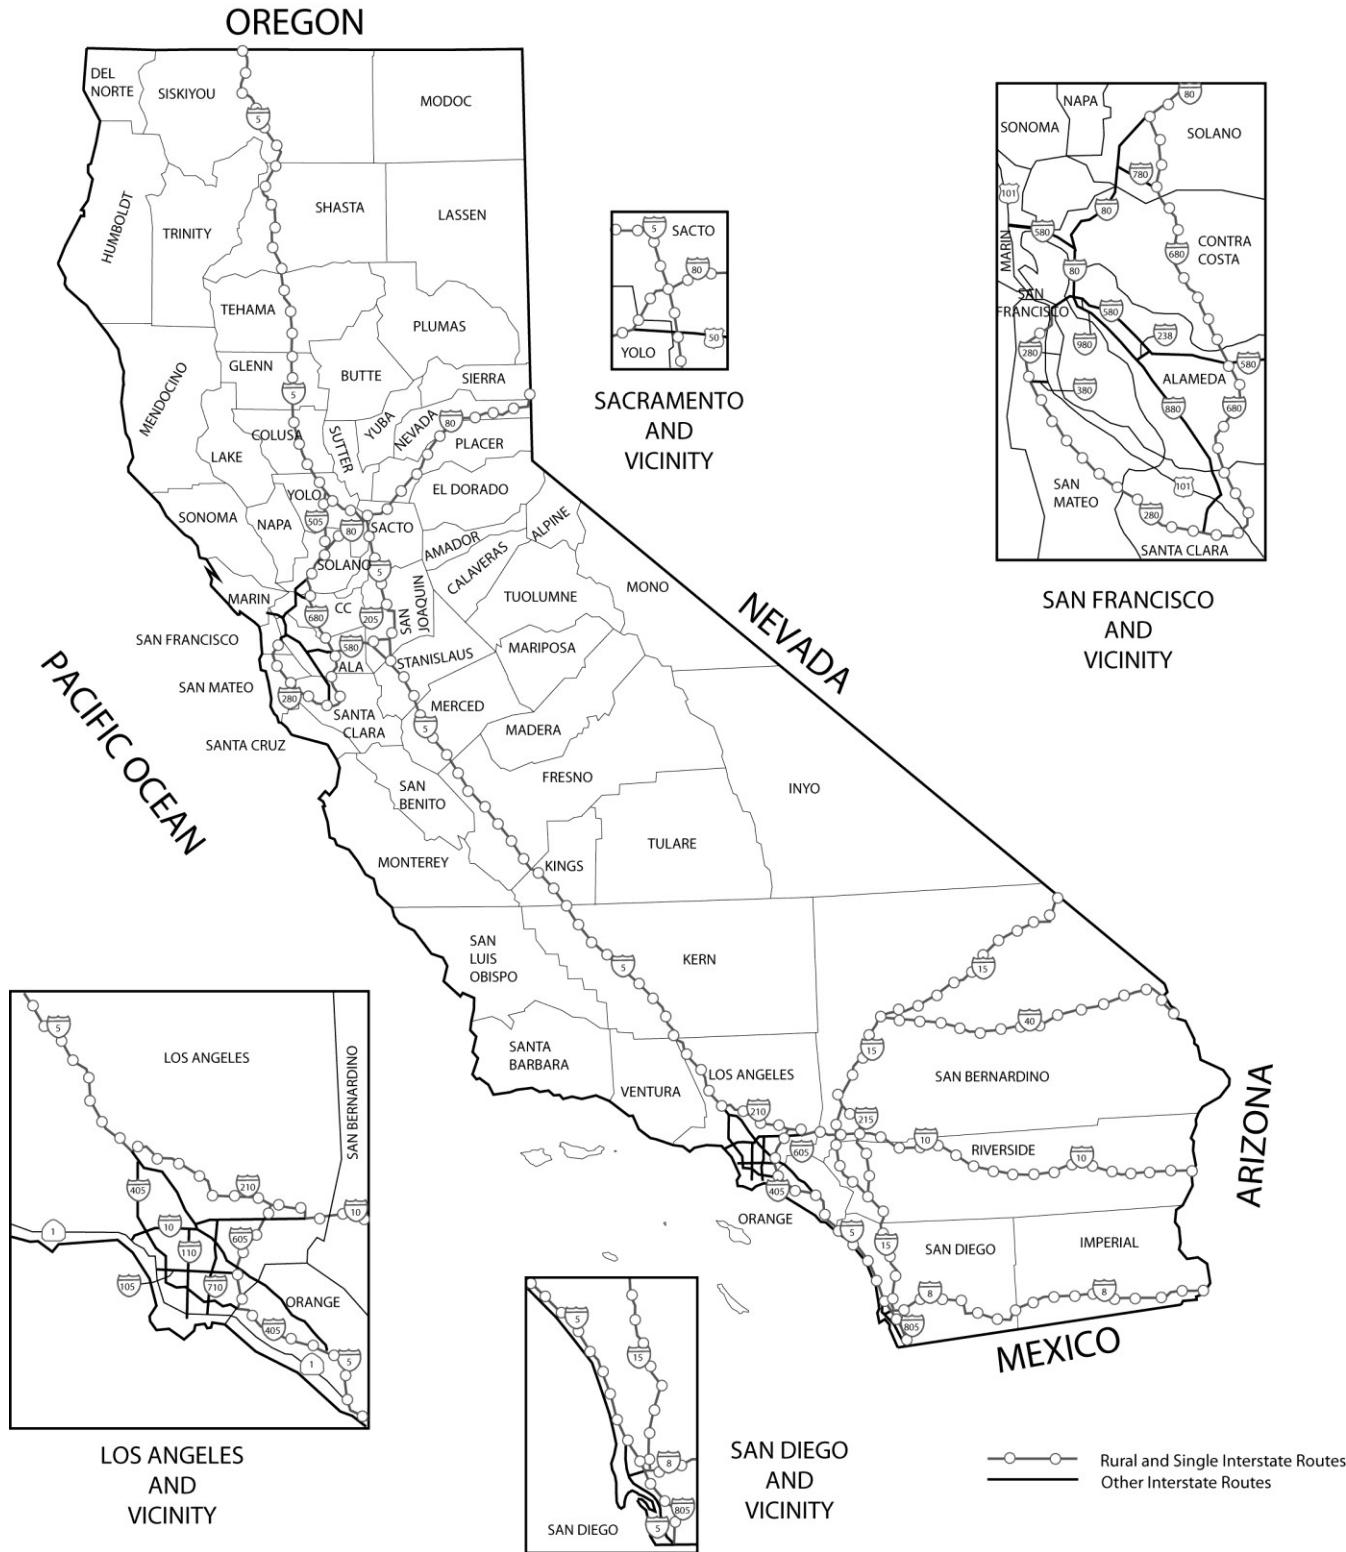 OREGON
DEL
NORTE
SISKIYOU
MODOC
5
HUMBOLDT
TRINITY
SHASTA
LASSEN
TEHAMA
PLUMAS
GLENN
BUTTE
SIERRA
5
MENDOCINO
COLUSA
SUTTER
YUBA
NEVADA
80
PLACER
LAKE
YOLO
EL DORADO
SONOMA
NAPA
505
80
SACTO
ALPINE
AMADOR
SOLANO
5
CALAVERAS
MARIN
CC
680
205
SAN
JOAQUIN
TUOLUMNE
MONO
SAN FRANCISCO
580
ALA
STANISLAUS
MARIPOSA
SAN MATEO
280
SANTA
CLARA
5
MERCED
MADERA
SANTA CRUZ
SAN
BENITO
FRESNO
INYO
MONTEREY
KINGS
TULARE
NEVADA
PACIFIC OCEAN
SAN
LUIS
OBISPO
5
KERN
15
40
15
SANTA
BARBARA
VENTURA
LOS ANGELES
SAN BERNARDINO
210
215
10
RIVERSIDE
10
605
405
ORANGE
5
15
SAN DIEGO
IMPERIAL
8
8
805
ARIZONA
MEXICO
5
SACTO
80
YOLO
50
SACRAMENTO
AND
VICINITY
80
NAPA
SONOMA
SOLANO
780
101
80
580
MARIN
CONTRA
COSTA
680
80
SAN
FRANCISCO
580
238
980
280
580
ALAMEDA
380
880
680
SAN
MATEO
101
280
SANTA CLARA
SAN FRANCISCO
AND
VICINITY
5
LOS ANGELES
SAN BERNARDINO
405
210
10
10
1
605
110
105
710
ORANGE
405
1
5
LOS ANGELES
AND
VICINITY
5
15
8
805
5
SAN DIEGO
SAN DIEGO
AND
VICINITY
Rural and Single Interstate Routes
Other Interstate Routes